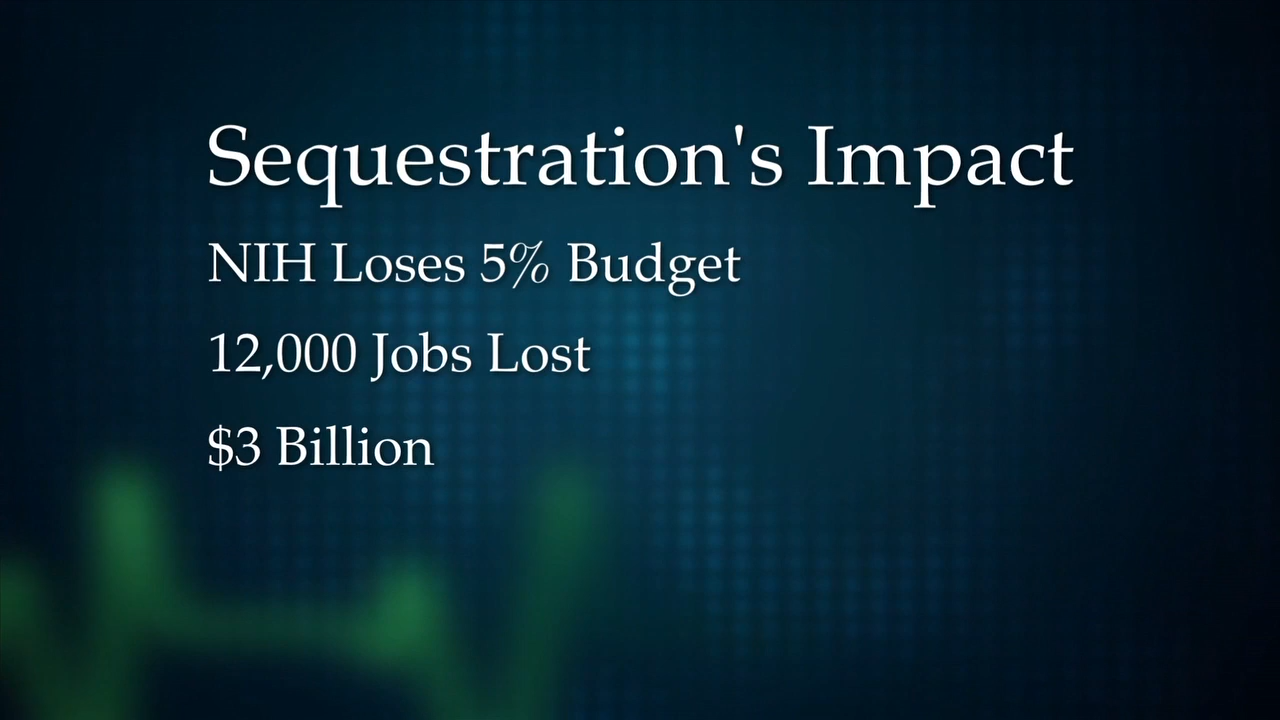 Sequestration's Impact
NIH Loses 5% Budget
12,000 Jobs Lost
$3 Billion